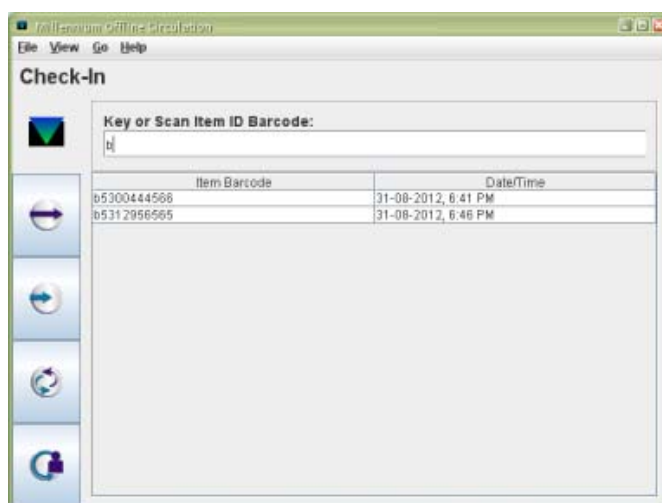 Millennium Offline Circulation
File View Go Help
Check-In
Key or Scan Item ID Barcode:
b
Item Barcode Date/Time
b5300444566 31-08-2012, 6:41 PM
b5312956565 31-08-2012, 6:46 PM